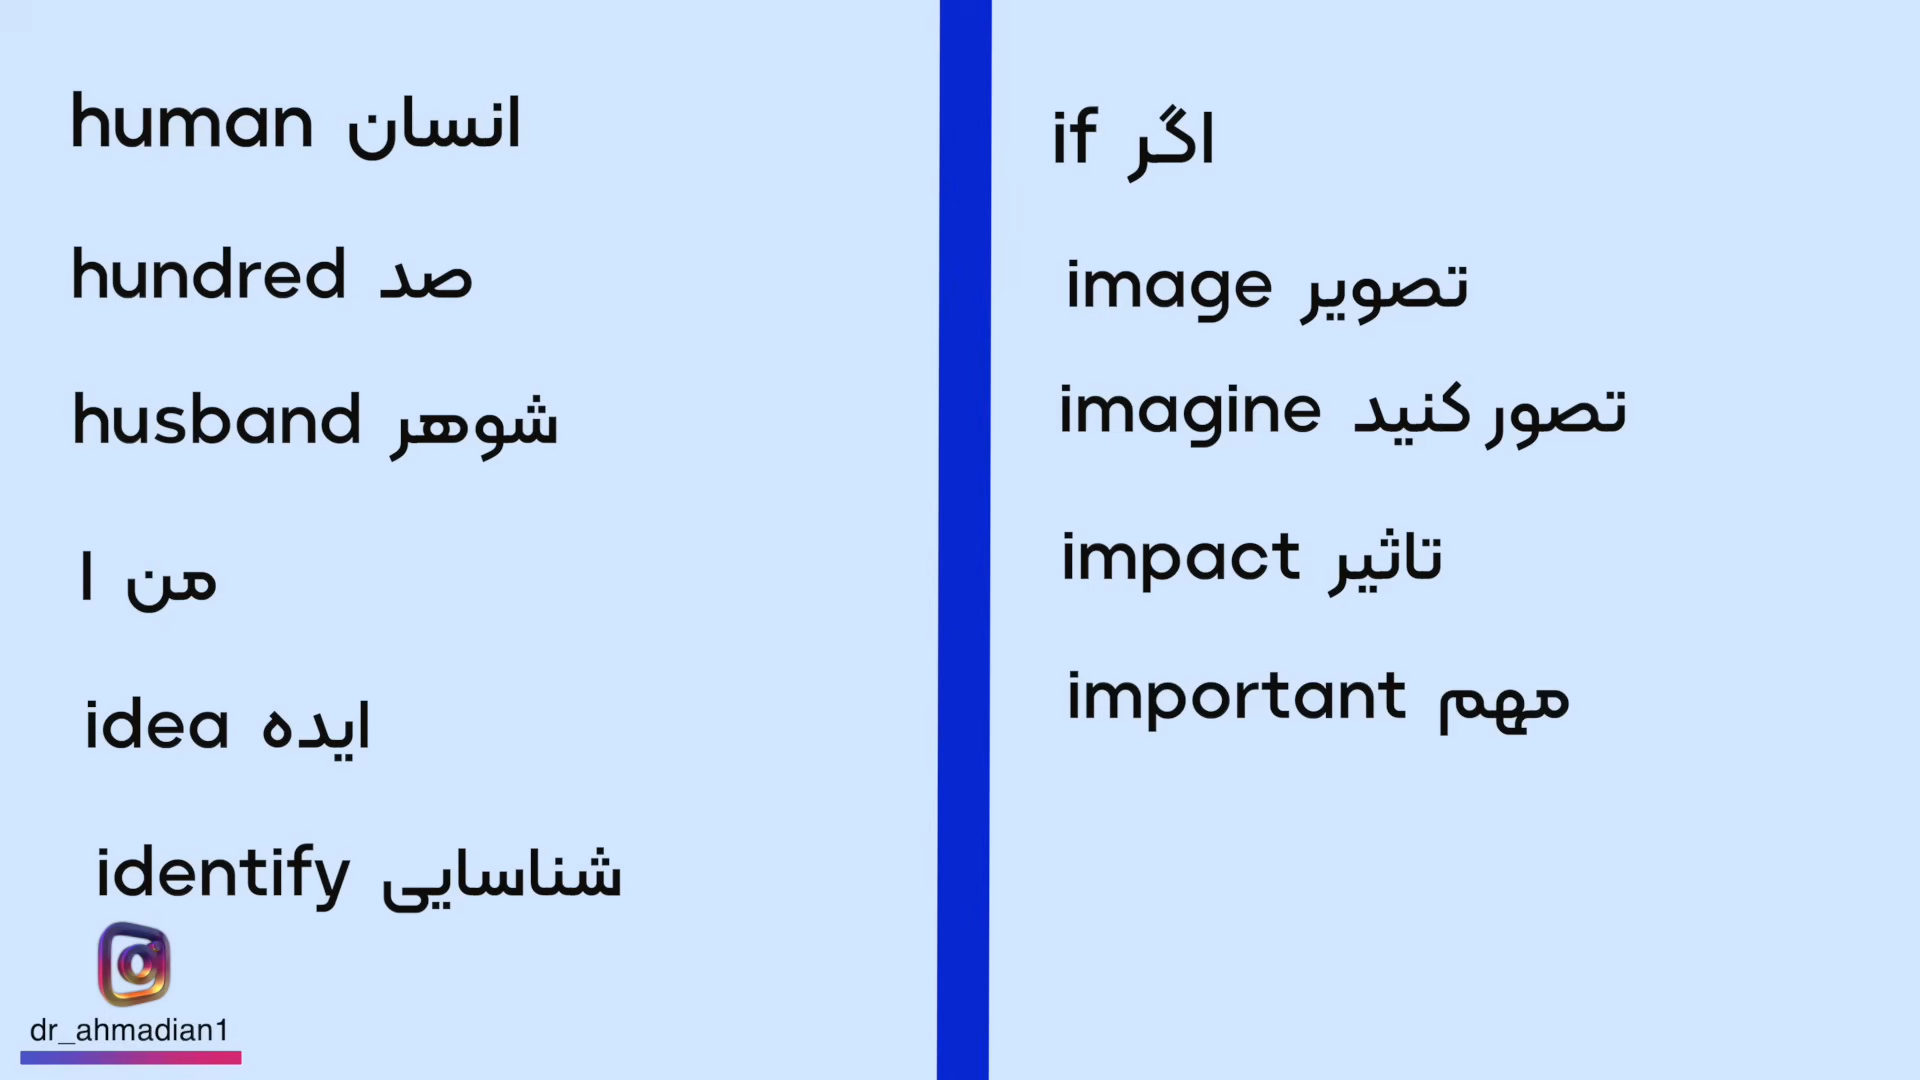 human انسان
hundred صد
husband شوهر
I من
idea ایده
identify شناسایی
dr_ahmadian1
if اگر
image تصویر
imagine تصور کنید
impact تاثیر
important مهم